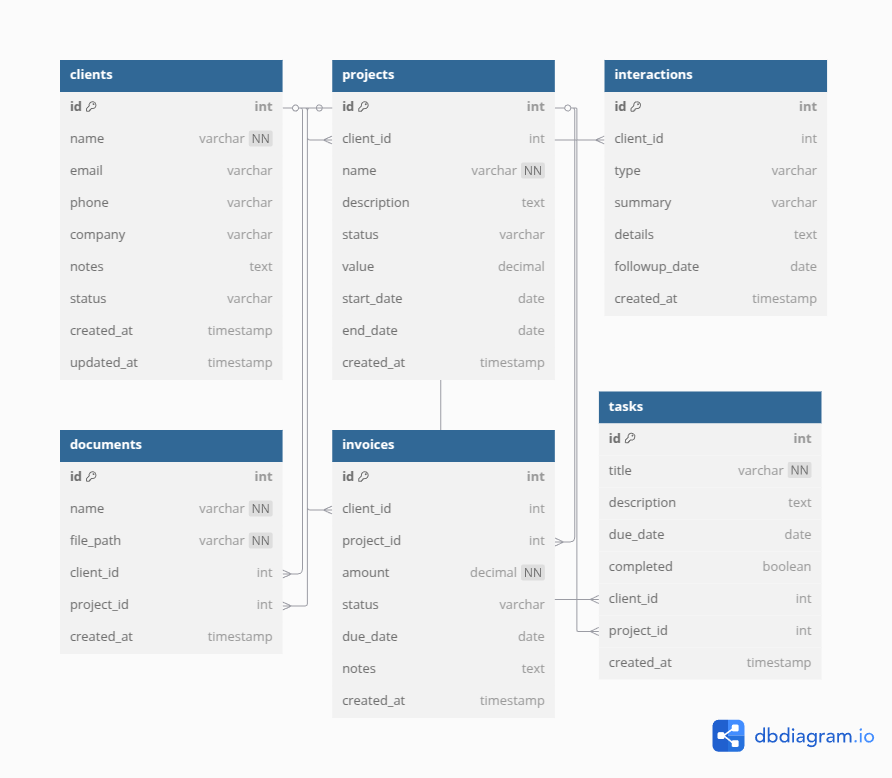 clients
id int
name varchar NN
email varchar
phone varchar
company varchar
notes text
status varchar
created_at timestamp
updated_at timestamp
projects
id int
client_id int
name varchar NN
description text
status varchar
value decimal
start_date date
end_date date
created_at timestamp
interactions
id int
client_id int
type varchar
summary varchar
details text
followup_date date
created_at timestamp
documents
id int
name varchar NN
file_path varchar NN
client_id int
project_id int
created_at timestamp
invoices
id int
client_id int
project_id int
amount decimal NN
status varchar
due_date date
notes text
created_at timestamp
tasks
id int
title varchar NN
description text
due_date date
completed boolean
client_id int
project_id int
created_at timestamp
dbdiagram.io